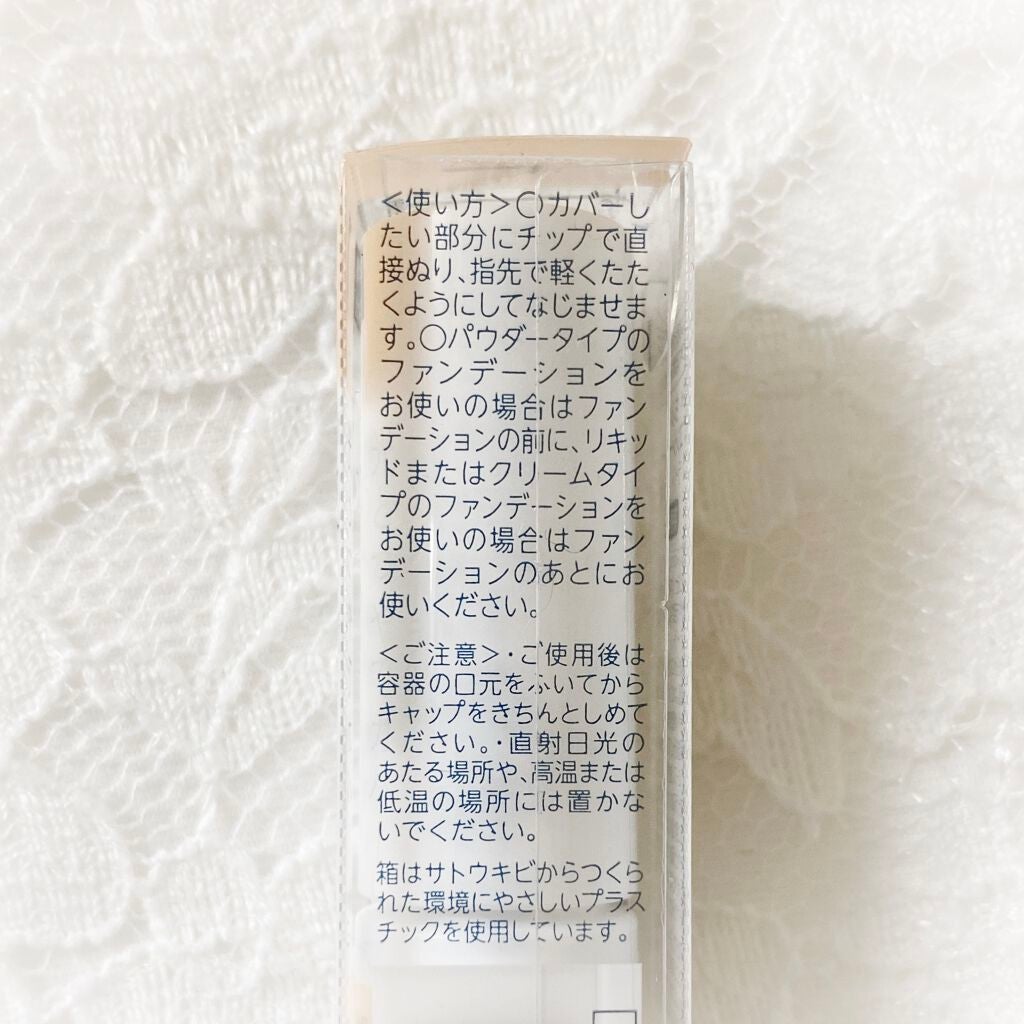 ＜使い方＞○カバーし
たい部分にチップで直
接ぬり、指先で軽くたた
くようにしてなじませま
す。○パウダータイプの
ファンデーションを
お使いの場合はファン
デーションの前に、リキッ
ドまたはクリームタイ
プのファンデーションを
お使いの場合はファン
デーションのあとにお
使いください。
＜ご注意＞・ご使用後は
容器の口元をふいてから
キャップをきちんとしめて
ください。・直射日光の
あたる場所や、高温または
低温の場所には置かな
いでください。
箱はサトウキビからつくら
れた環境にやさしいプラス
チックを使用しています。